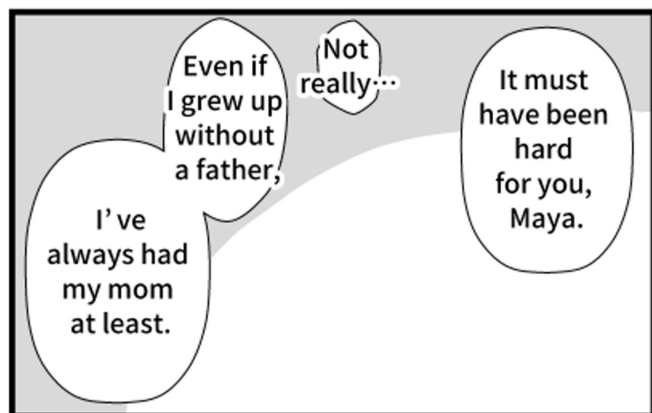 It must
have been
hard
for you,
Maya.
Not
really…
Even if
I grew up
without
a father,
I've
always had
my mom
at least.